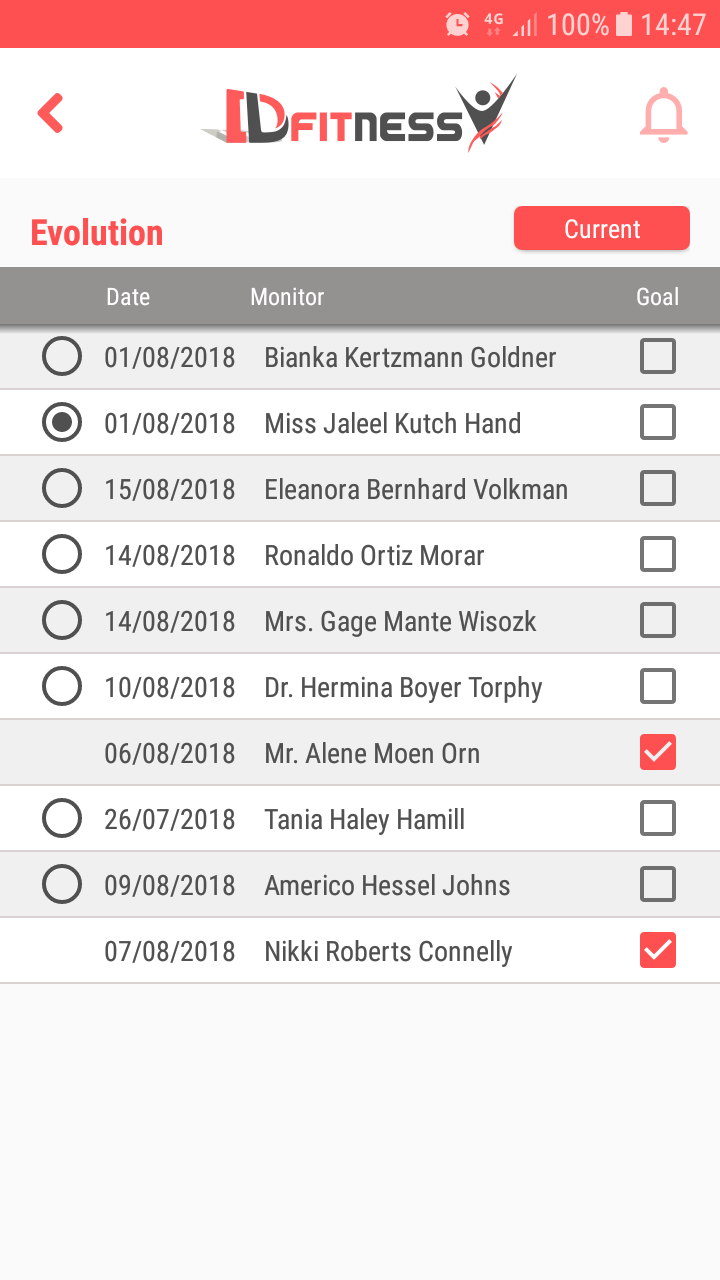 4G 100% 14:47
IDFITNESS
Evolution Current
Date Monitor Goal
01/08/2018 Bianka Kertzmann Goldner
01/08/2018 Miss Jaleel Kutch Hand
15/08/2018 Eleanora Bernhard Volkman
14/08/2018 Ronaldo Ortiz Morar
14/08/2018 Mrs. Gage Mante Wisozk
10/08/2018 Dr. Hermina Boyer Torphy
06/08/2018 Mr. Alene Moen Orn
26/07/2018 Tania Haley Hamill
09/08/2018 Americo Hessel Johns
07/08/2018 Nikki Roberts Connelly